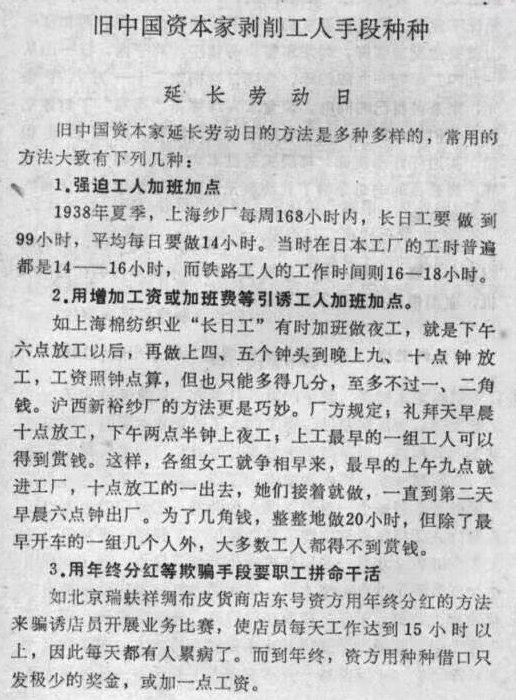 旧中国资本家剥削工人手段种种
延长劳动日
旧中国资本家延长劳动日的方法是多种多样的，常用的
方法大致有下列几种：
1.强迫工人加班加点
1938年夏季，上海纱厂每周168小时内，长日工要做到
99小时，平均每日要做14小时。当时在日本工厂的工时普遍
都是14——16小时，而铁路工人的工作时间则16—18小时。
2.用增加工资或加班费等引诱工人加班加点。
如上海棉纺织业“长日工”有时加班做夜工，就是下午
六点放工以后，再做上四、五个钟头到晚上九、十点钟放
工，工资照钟点算，但也只能多得几分，至多不过一、二角
钱。沪西新裕纱厂的方法更是巧妙。厂方规定；礼拜天早晨
十点放工，下午两点半钟上夜工；上工最早的一组工人可以
得到赏钱。这样，各组女工就争相早来，最早的上午九点就
进工厂，十点放工的一出去，她们接着就做，一直到第二天
早晨六点钟出厂。为了几角钱，整整地做20小时，但除了最
早开车的一组几个人外，大多数工人都得不到赏钱。
3.用年终分红等欺骗手段要职工拼命干活
如北京瑞蚨祥绸布皮货商店东号资方用年终分红的方法
来骗诱店员开展业务比赛，使店员每天工作达到15小时以
上，因此每天都有人累病了。而到年终，资方用种种借口只
发极少的奖金，或加一点工资。